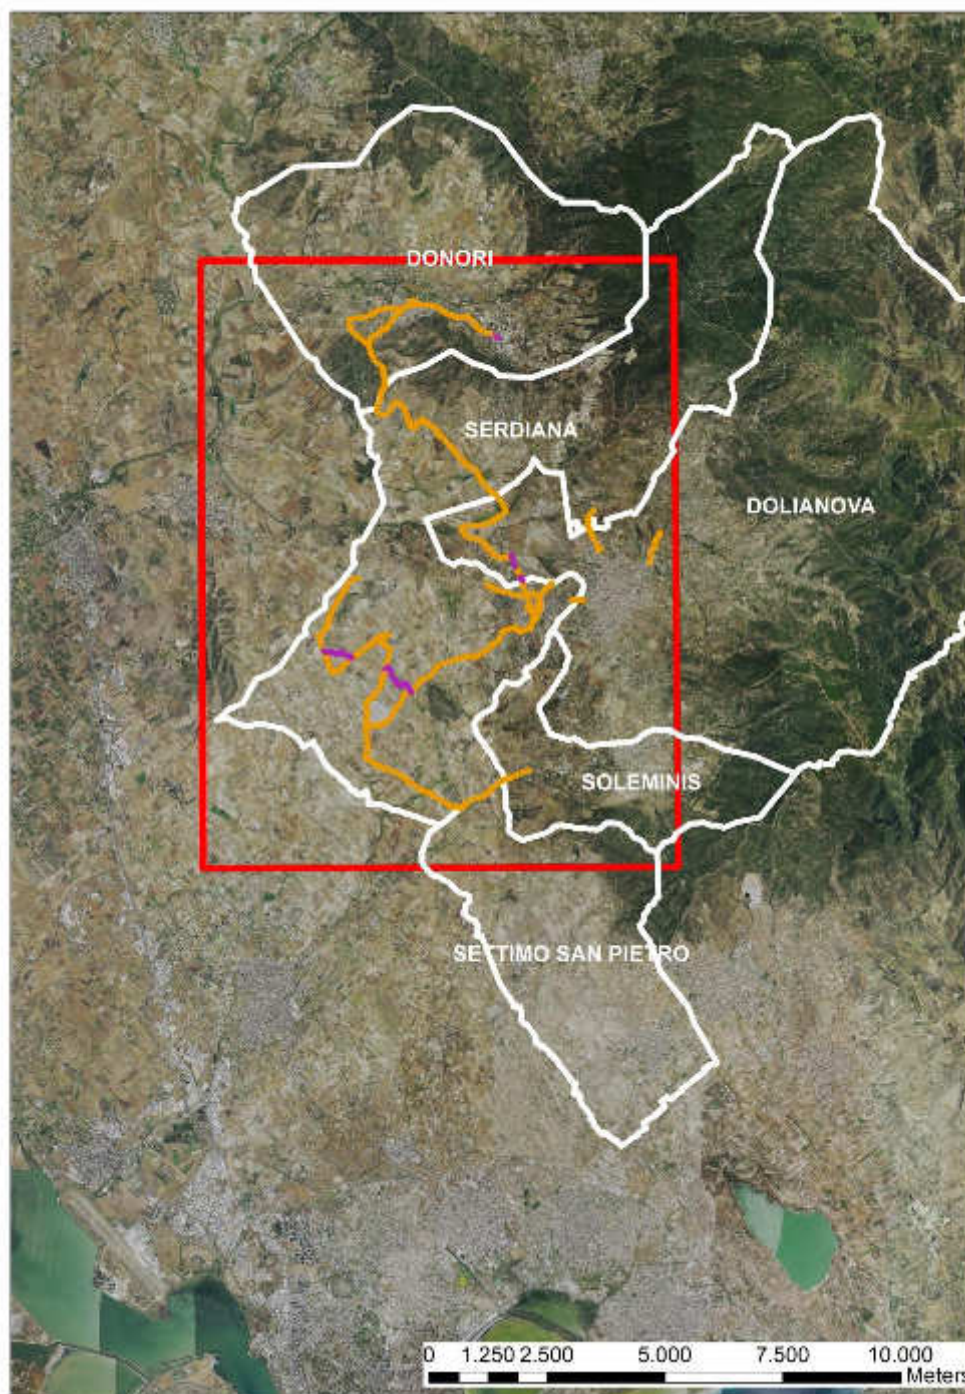 DONORI
SERDIANA
DOLIANOVA
SOLEMINIS
SETTIMO SAN PIETRO
0 1.250 2.500 5.000 7.500 10.000
Meters